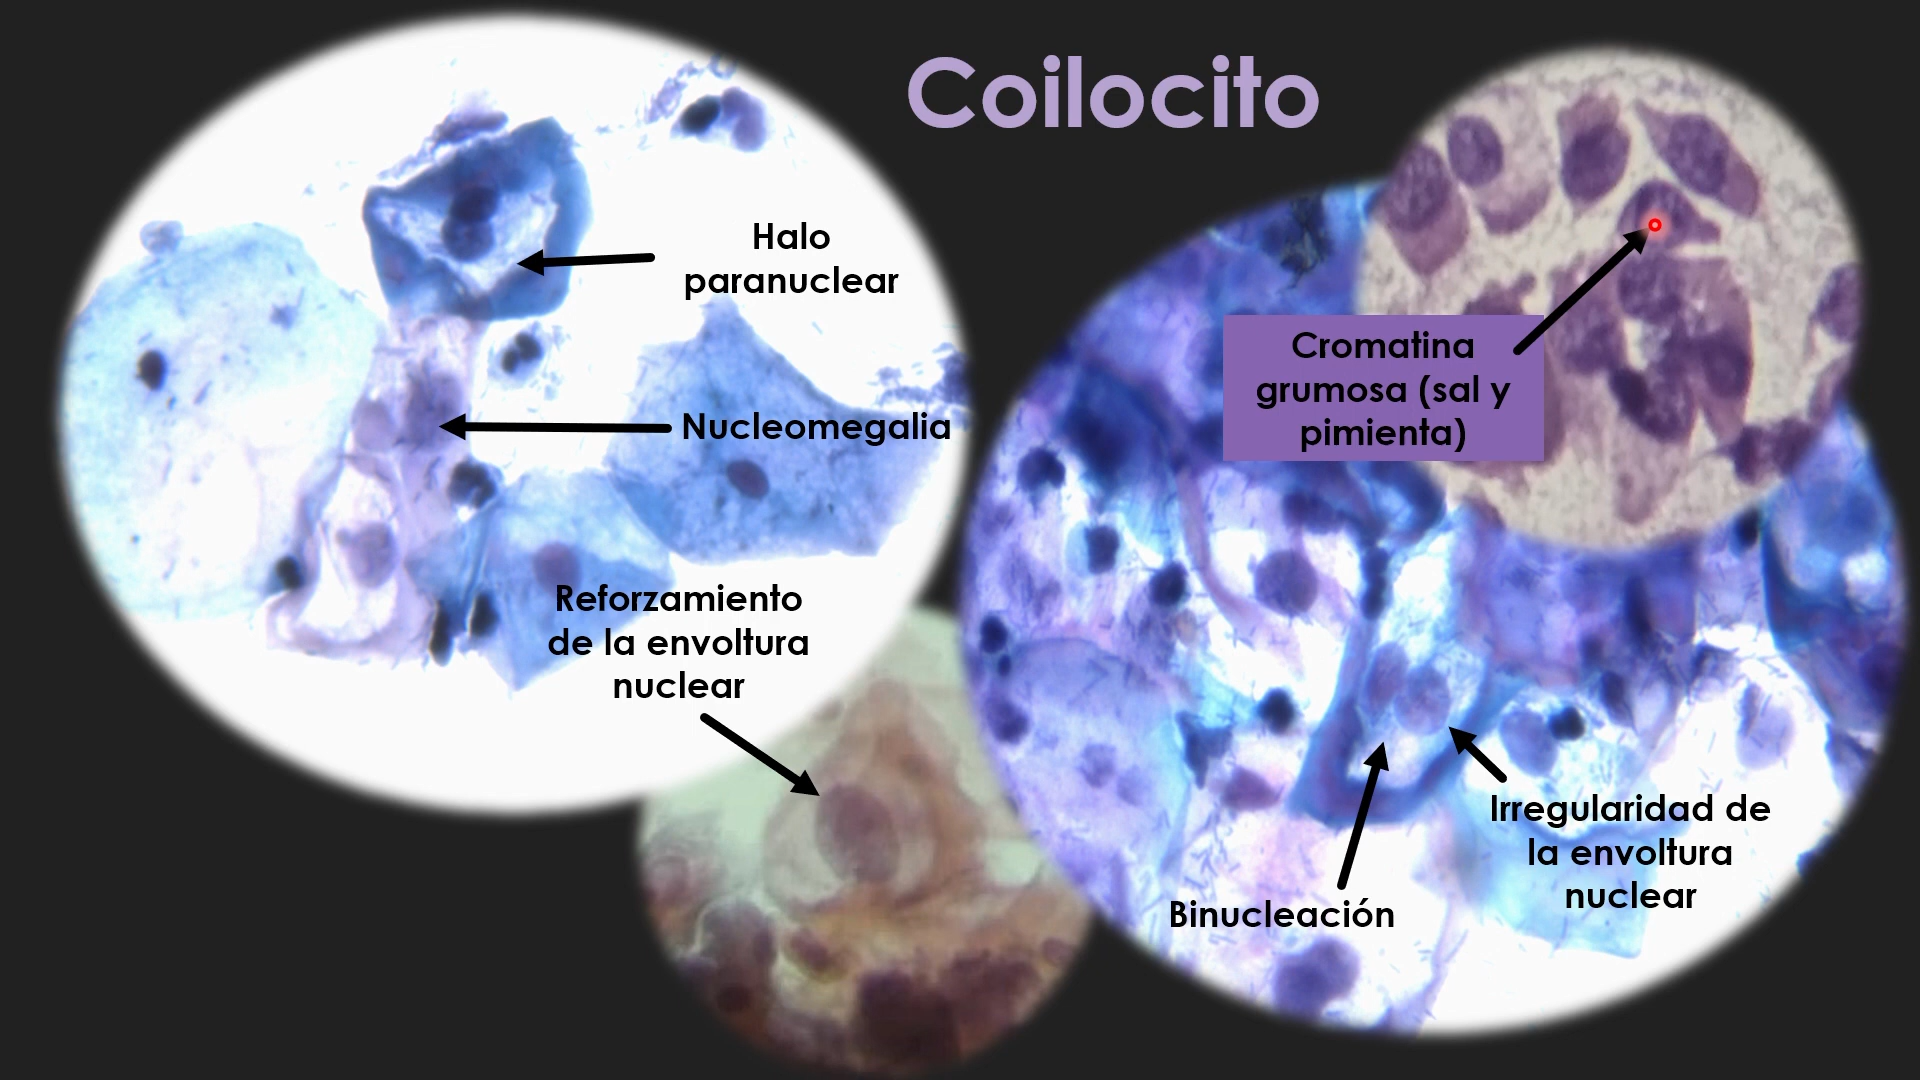 Coilocito
Halo
paranuclear
Nucleomegalia
Reforzamiento
de la envoltura
nuclear
Cromatina
grumosa (sal y
pimienta)
Binucleación
Irregularidad de
la envoltura
nuclear